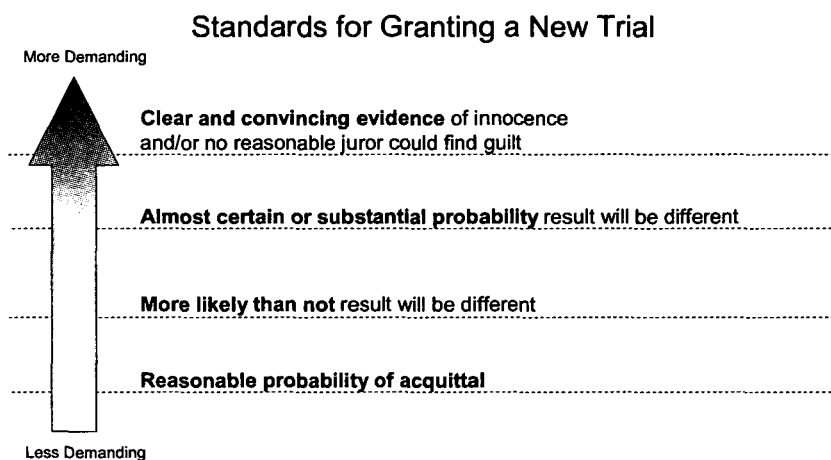 Standards for Granting a New Trial
More Demanding
Clear and convincing evidence of innocence
and/or no reasonable juror could find guilt
Almost certain or substantial probability result will be different
More likely than not result will be different
Reasonable probability of acquittal
Less Demanding